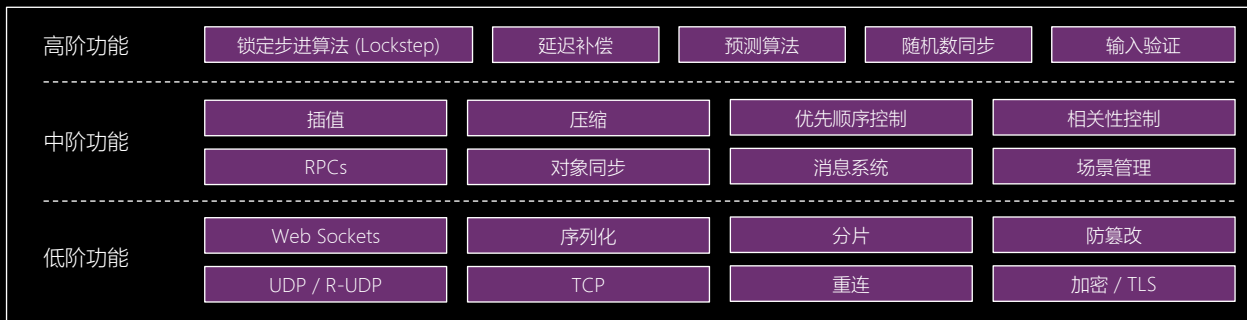 高阶功能
锁定步进算法 (Lockstep)
延迟补偿
预测算法
随机数同步
输入验证
中阶功能
插值
压缩
优先顺序控制
相关性控制
RPCs
对象同步
消息系统
场景管理
低阶功能
Web Sockets
序列化
分片
防篡改
UDP / R-UDP
TCP
重连
加密 / TLS